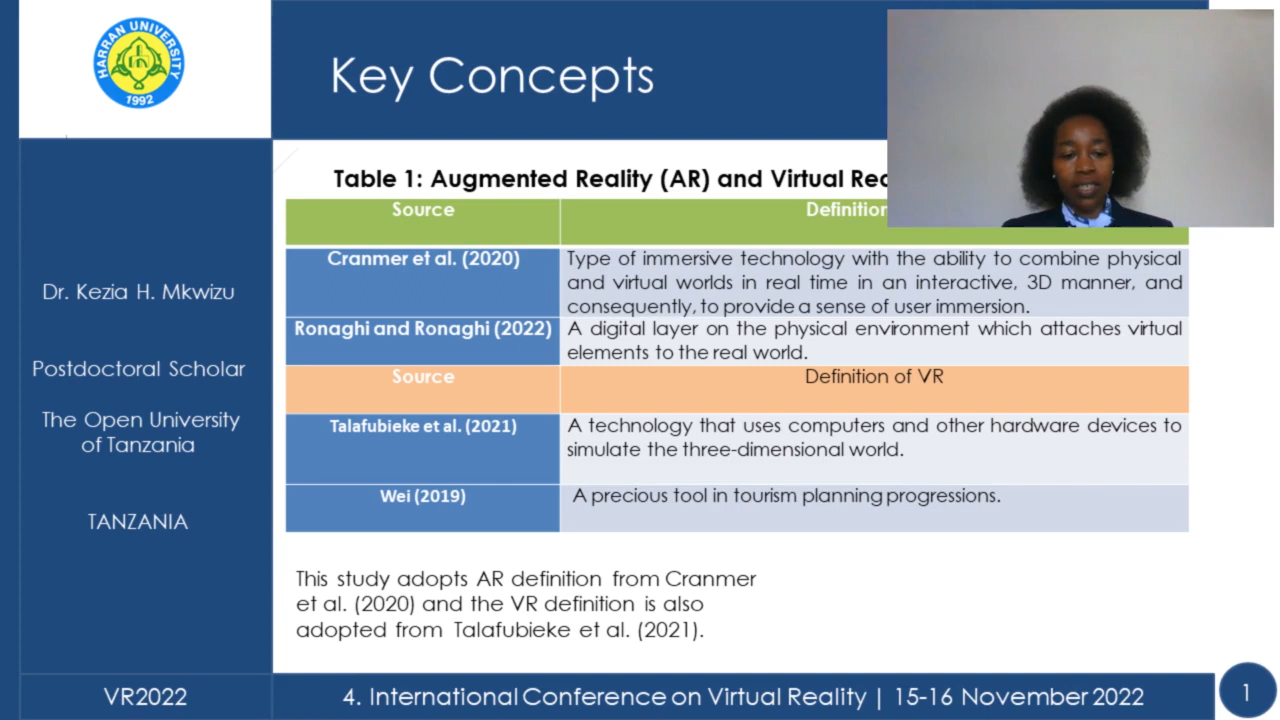 HARRAN UNIVERSITY
1992
Key Concepts
Table 1: Augmented Reality (AR) and Virtual
Source
Definition
Cranmer et al. (2020)
Type of immersive technology with the ability to combine physical
and virtual worlds in real time in an interactive, 3D manner, and
consequently, to provide a sense of user immersion.
Ronaghi and Ronaghi (2022)
A digital layer on the physical environment which attaches virtual
elements to the real world.
Source
Definition of VR
Talafubieke et al. (2021)
A technology that uses computers and other hardware devices to
simulate the three-dimensional world.
Wei (2019)
A precious tool in tourism planning progressions.
This study adopts AR definition from Cranmer
et al. (2020) and the VR definition is also
adopted from Talafubieke et al. (2021).
Dr. Kezia H. Mkwizu
Postdoctoral Scholar
The Open University
of Tanzania
TANZANIA
VR2022
4. International Conference on Virtual Reality | 15-16 November 2022
1